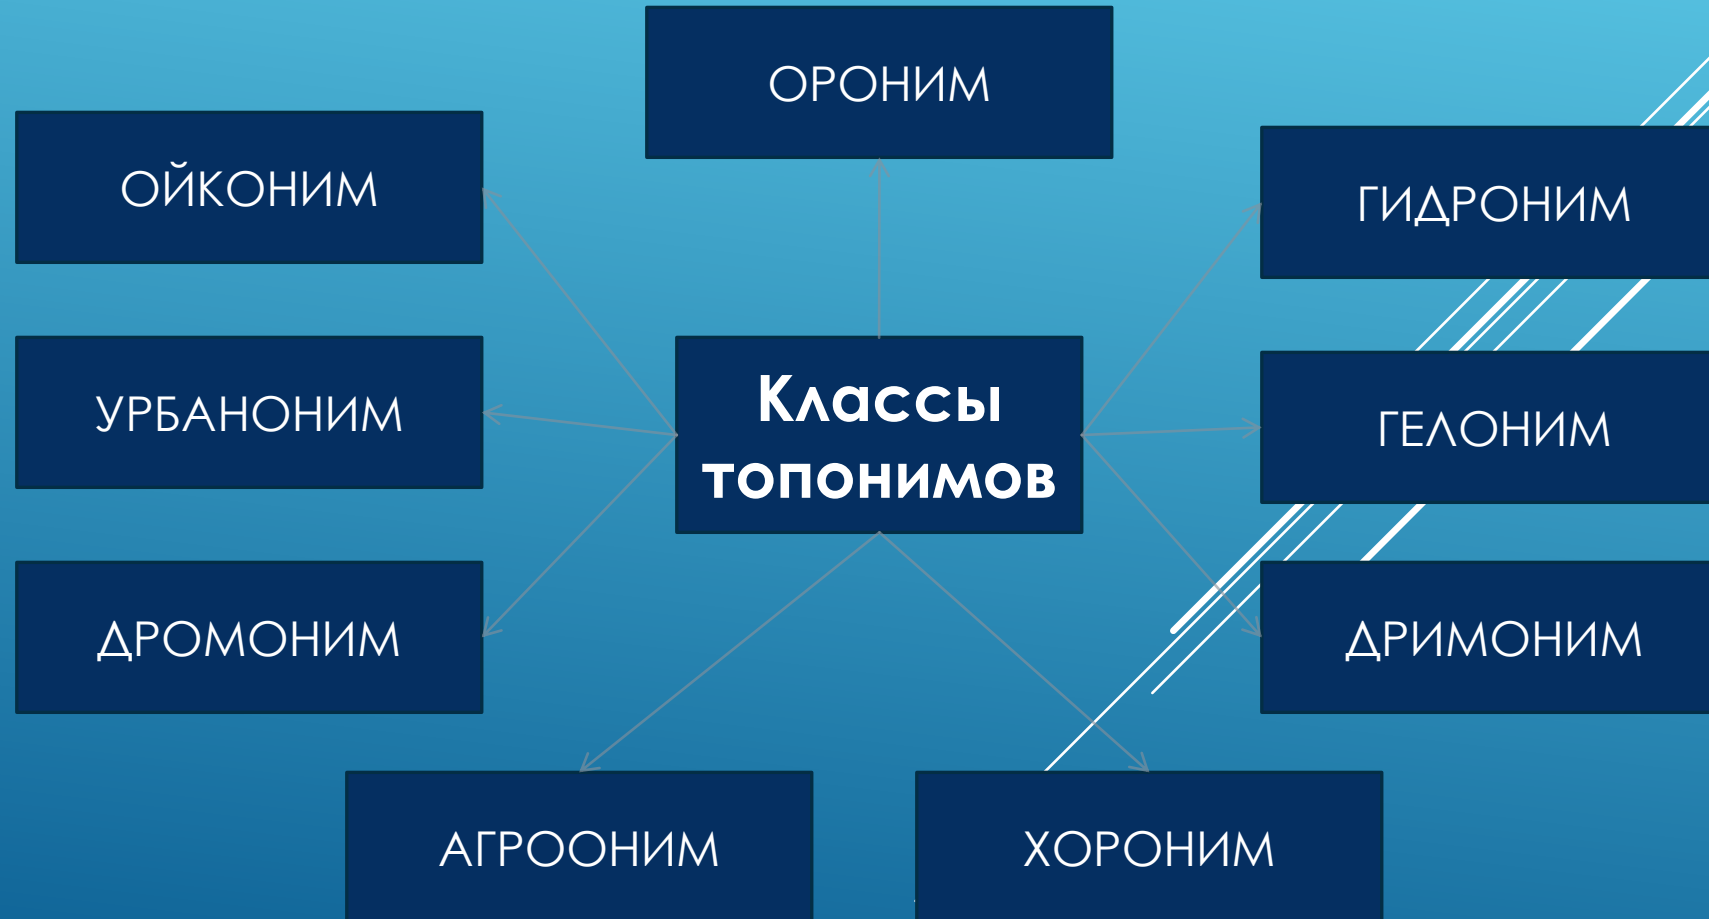 ОРОНИМ
ОЙКОНИМ
ГИДРОНИМ
УРБАНОНИМ
Классы
топонимов
ГЕЛОНИМ
ДРОМОНИМ
ДРИМОНИМ
АГРООНИМ
ХОРОНИМ